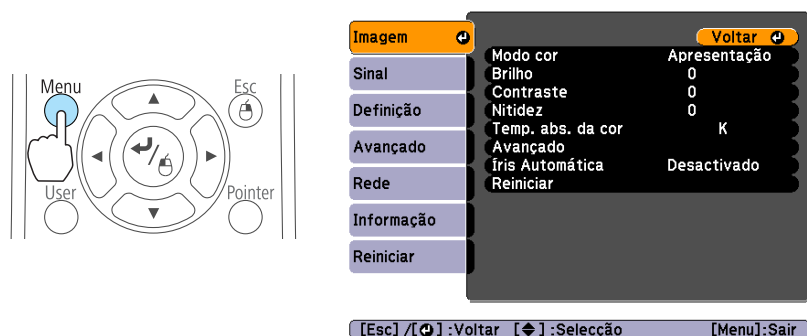 Menu
Esc
User
Pointer
Imagem
Sinal
Definição
Avançado
Rede
Informação
Reiniciar
Voltar
Modo cor Apresentação
Brilho 0
Contraste 0
Nitidez 0
Temp. abs. da cor K
Avançado
Íris Automática Desactivado
Reiniciar
[Esc] /[ ] :Voltar [ ] :Selecção [Menu]:Sair